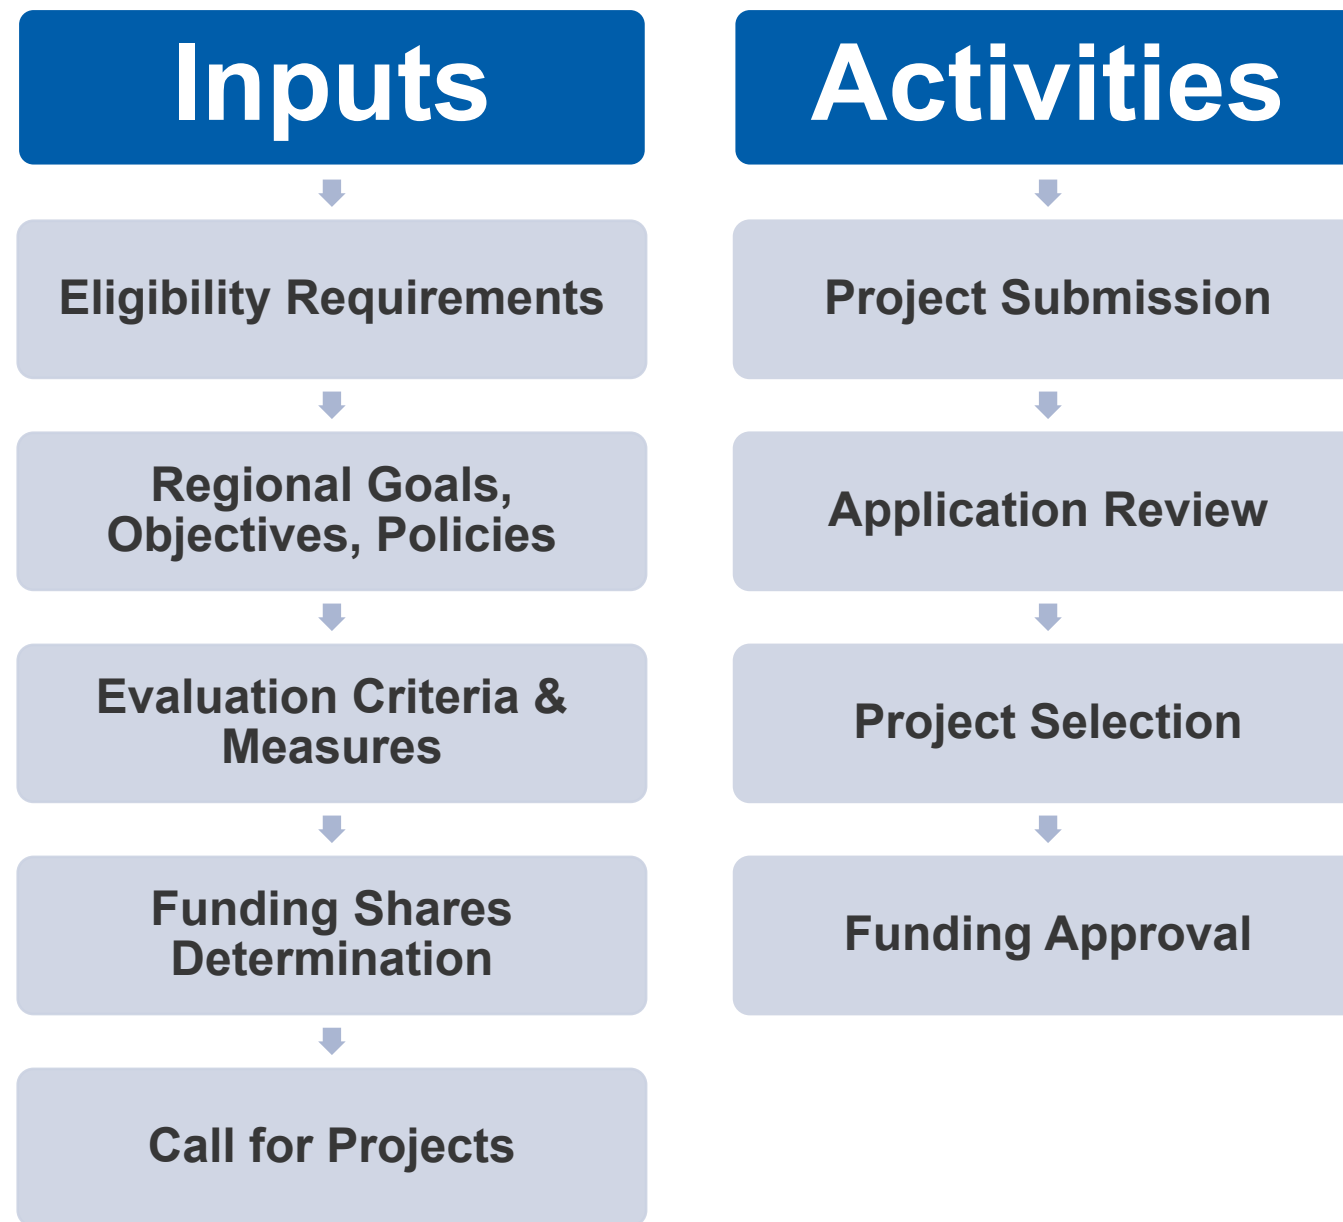 Inputs
Eligibility Requirements
Regional Goals,
Objectives, Policies
Evaluation Criteria &
Measures
Funding Shares
Determination
Call for Projects
Activities
Project Submission
Application Review
Project Selection
Funding Approval